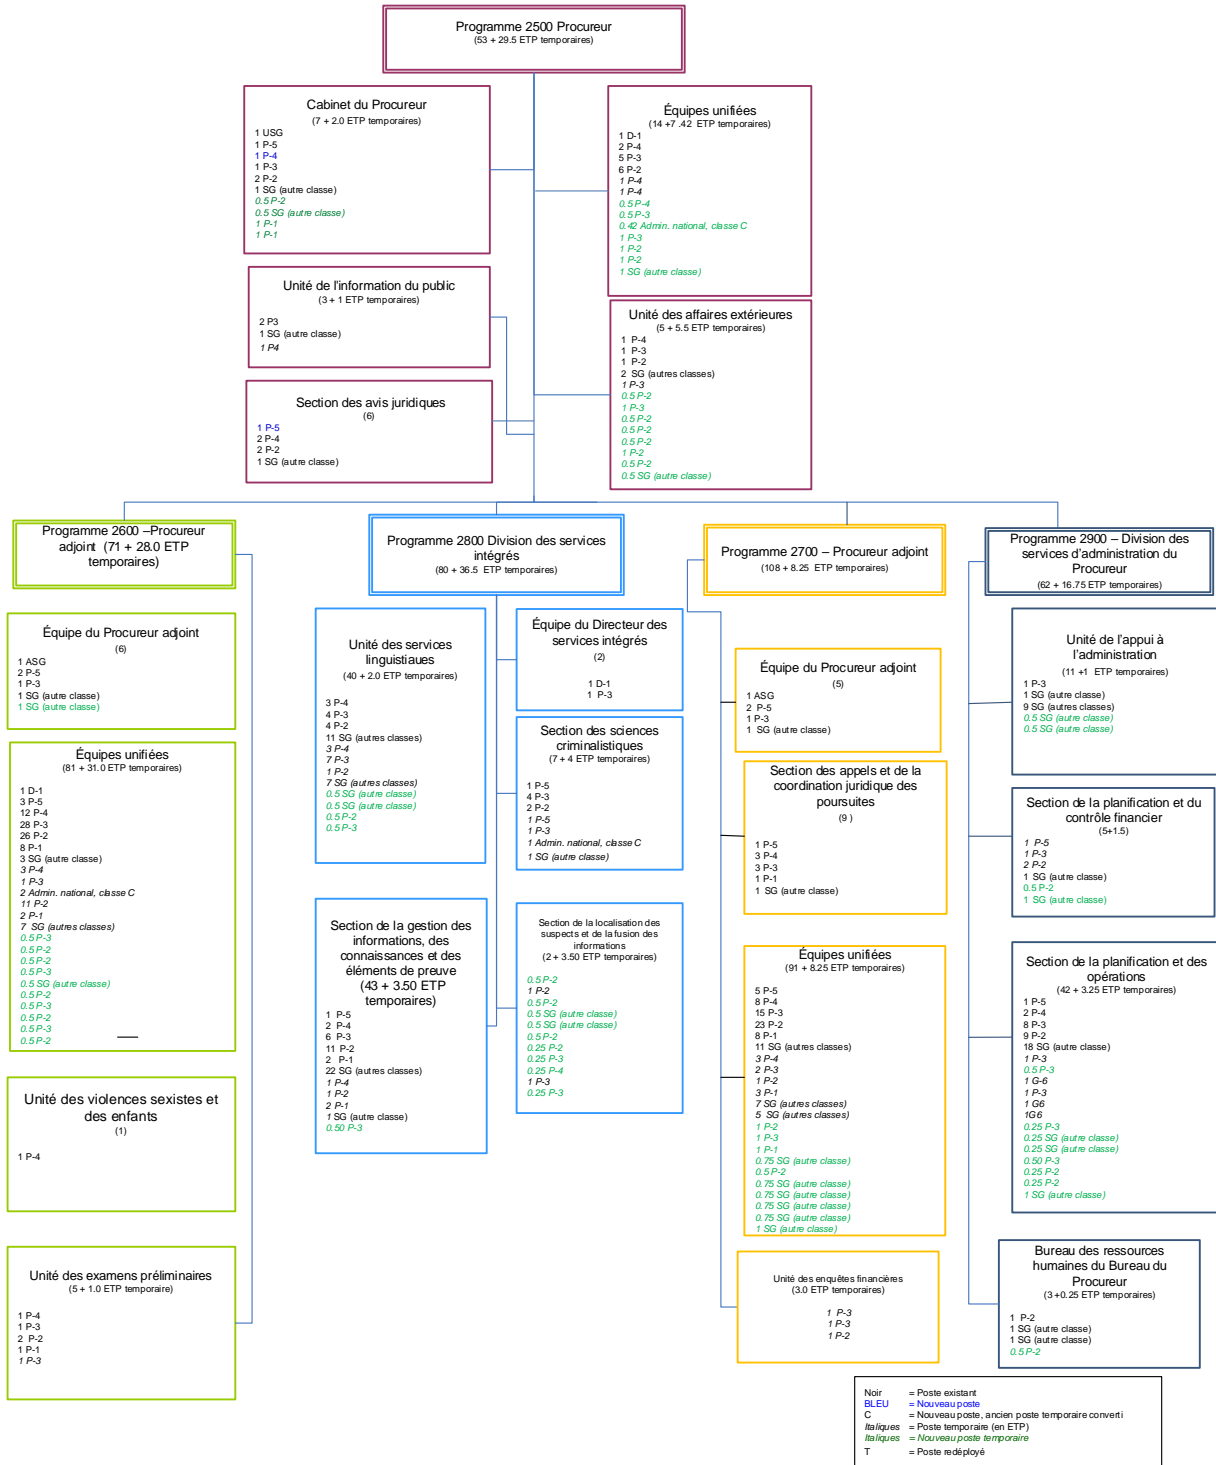 Programme 2500 Procureur
(53 + 29.5 ETP temporaires)
Cabinet du Procureur
(7 + 2.0 ETP temporaires)
1 USG
1 P-5
1 P-4
1 P-3
2 P-2
1 SG (autre classe)
0.5 P-2
0.5 SG (autre classe)
1 P-1
1 P-1
Équipes unifiées
(14 +7 .42 ETP temporaires)
1 D-1
2 P-4
5 P-3
6 P-2
1 P-4
1 P-4
0.5 P-4
0.5 P-3
0.42 Admin. national, classe C
1 P-3
1 P-2
1 P-2
1 SG (autre classe)
Unité de l'information du public
(3 + 1 ETP temporaires)
2 P3
1 SG (autre classe)
1 P4
Unité des affaires extérieures
(5 + 5.5 ETP temporaires)
1 P-4
1 P-3
1 P-2
2 SG (autres classes)
1 P-3
0.5 P-2
1 P-3
0.5 P-2
0.5 P-2
0.5 P-2
1 P-2
0.5 P-2
0.5 SG (autre classe)
Section des avis juridiques
(6)
1 P-5
2 P-4
2 P-2
1 SG (autre classe)
Programme 2600 –Procureur
adjoint (71 + 28.0 ETP
temporaires)
Équipe du Procureur adjoint
(6)
1 ASG
2 P-5
1 P-3
1 SG (autre classe)
1 SG (autre classe)
Équipes unifiées
(81 + 31.0 ETP temporaires)
1 D-1
3 P-5
12 P-4
28 P-3
26 P-2
8 P-1
3 SG (autre classe)
3 P-4
1 P-3
2 Admin. national, classe C
11 P-2
2 P-1
7 SG (autres classes)
0.5 P-3
0.5 P-2
0.5 P-2
0.5 P-3
0.5 SG (autre classe)
0.5 P-2
0.5 P-3
0.5 P-2
0.5 P-3
0.5 P-2
Unité des violences sexistes et
des enfants
(1)
1 P-4
Unité des examens préliminaires
(5 + 1.0 ETP temporaire)
1 P-4
1 P-3
2 P-2
1 P-1
1 P-3
Programme 2800 Division des services
intégrés
(80 + 36.5 ETP temporaires)
Unité des services
linguistiaues
(40 + 2.0 ETP temporaires)
3 P-4
4 P-3
4 P-2
11 SG (autres classes)
3 P-4
7 P-3
1 P-2
7 SG (autres classes)
0.5 SG (autre classe)
0.5 SG (autre classe)
0.5 P-2
0.5 P-3
Équipe du Directeur des
services intégrés
(2)
1 D-1
1 P-3
Section des sciences
criminalistiques
(7 + 4 ETP temporaires)
1 P-5
4 P-3
2 P-2
1 P-5
1 P-3
1 Admin. national, classe C
1 SG (autre classe)
Section de la gestion des
informations, des
connaissances et des
éléments de preuve
(43 + 3.50 ETP
temporaires)
1 P-5
2 P-4
6 P-3
11 P-2
2 P-1
22 SG (autres classes)
1 P-4
1 P-2
2 P-1
1 SG (autre classe)
0.50 P-3
Section de la localisation des
suspects et de la fusion des
informations
(2 + 3.50 ETP temporaires)
0.5 P-2
1 P-2
0.5 P-2
0.5 SG (autre classe)
0.5 SG (autre classe)
0.5 P-2
0.25 P-2
0.25 P-3
0.25 P-4
1 P-3
0.25 P-3
Programme 2700 – Procureur adjoint
(108 + 8.25 ETP temporaires)
Équipe du Procureur adjoint
(5)
1 ASG
2 P-5
1 P-3
1 SG (autre classe)
Section des appels et de la
coordination juridique des
poursuites
(9 )
1 P-5
3 P-4
3 P-3
1 P-1
1 SG (autre classe)
Équipes unifiées
(91 + 8.25 ETP temporaires)
5 P-5
8 P-4
15 P-3
23 P-2
8 P-1
11 SG (autres classes)
3 P-4
2 P-3
1 P-2
3 P-1
7 SG (autres classes)
5 SG (autres classes)
1 P-2
1 P-3
1 P-1
0.75 SG (autre classe)
0.5 P-2
0.75 SG (autre classe)
0.75 SG (autre classe)
0.75 SG (autre classe)
0.75 SG (autre classe)
1 SG (autre classe)
Unité des enquêtes financières
(3.0 ETP temporaires)
1 P-3
1 P-3
1 P-2
Programme 2900 – Division des
services d'administration du
Procureur
(62 + 16.75 ETP temporaires)
Unité de l'appui à
l'administration
(11 +1 ETP temporaires)
1 P-3
1 SG (autre classe)
9 SG (autres classes)
0.5 SG (autre classe)
0.5 SG (autre classe)
Section de la planification et du
contrôle financier
(5+1.5)
1 P-5
1 P-3
2 P-2
1 SG (autre classe)
0.5 P-2
1 SG (autre classe)
Section de la planification et des
opérations
(42 + 3.25 ETP temporaires)
1 P-5
2 P-4
8 P-3
9 P-2
18 SG (autre classe)
1 P-3
0.5 P-3
1 G-6
1 P-3
1 G6
1G6
0.25 P-3
0.25 SG (autre classe)
0.25 SG (autre classe)
0.50 P-3
0.25 P-2
0.25 P-2
1 SG (autre classe)
Bureau des ressources
humaines du Bureau du
Procureur
(3 +0.25 ETP temporaires)
1 P-2
1 SG (autre classe)
1 SG (autre classe)
0.5 P-2
Noir = Poste existant
BLEU = Nouveau poste
C = Nouveau poste, ancien poste temporaire converti
Italiques = Poste temporaire (en ETP)
Italiques = Nouveau poste temporaire
T = Poste redéployé